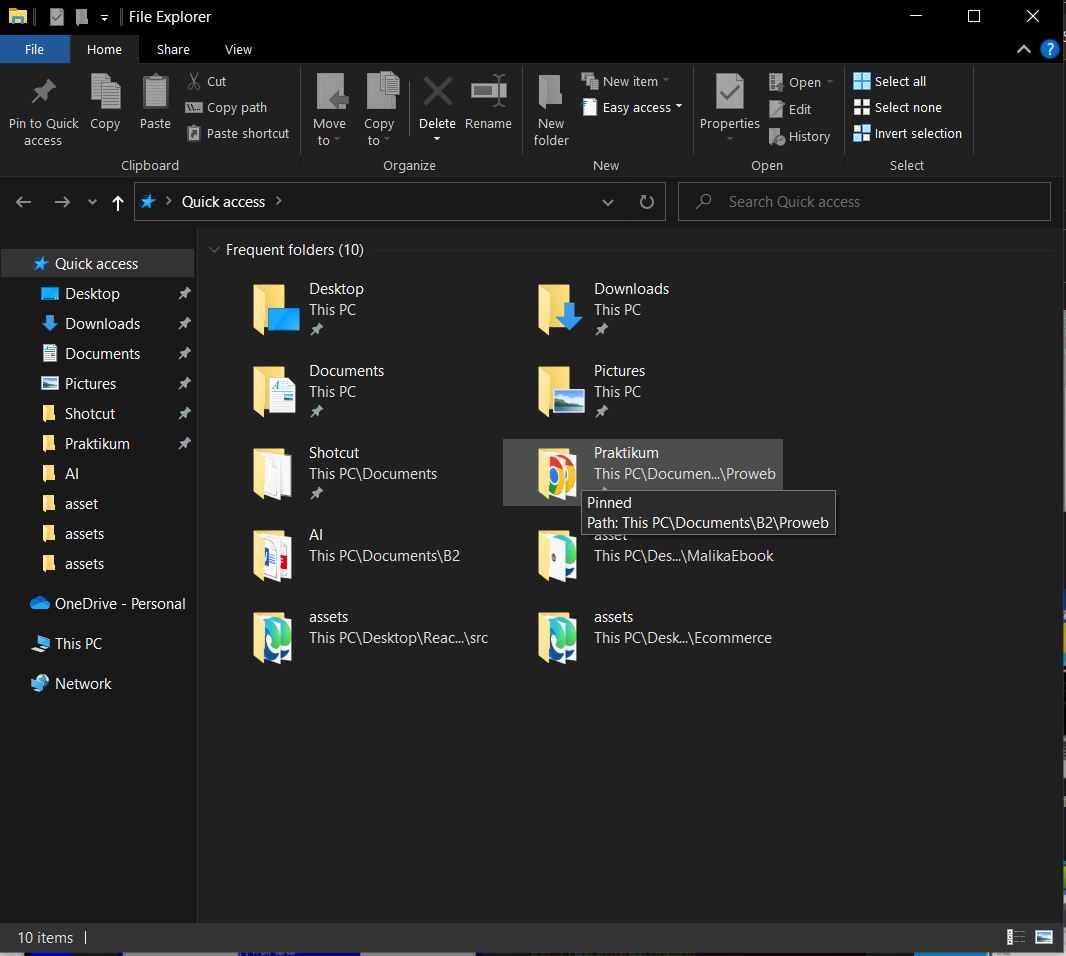 File Explorer
File
Home
Share
View
Pin to Quick
access
Copy
Paste
Cut
Copy path
Paste shortcut
Clipboard
Move
to
Copy
to
Delete
Rename
Organize
New
folder
New item
Easy access
New
Properties
Open
Edit
History
Open
Select all
Select none
Invert selection
Select
Quick access
Search Quick access
Quick access
Desktop
Downloads
Documents
Pictures
Shotcut
Praktikum
AI
asset
assets
assets
OneDrive - Personal
This PC
Network
Frequent folders (10)
Desktop
This PC
Downloads
This PC
Documents
This PC
Pictures
This PC
Shotcut
This PC\Documents
Praktikum
This PC\Documen...\Proweb
Pinned
Path: This PC\Documents\B2\Proweb
AI
This PC\Documents\B2
asset
This PC\Des...\MalikaEbook
assets
This PC\Desktop\Reac...\src
assets
This PC\Desk...\Ecommerce
10 items